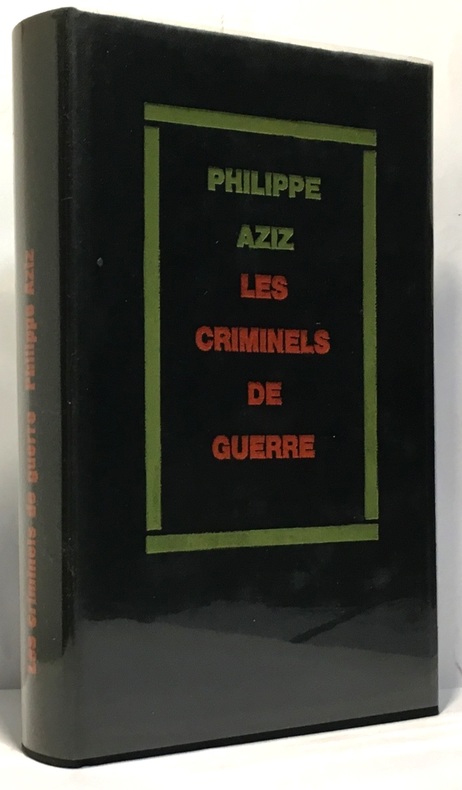 PHILIPPE
AZIZ
LES
CRIMINELS
DE
GUERRE
Les criminels de guerre Philippe Aziz